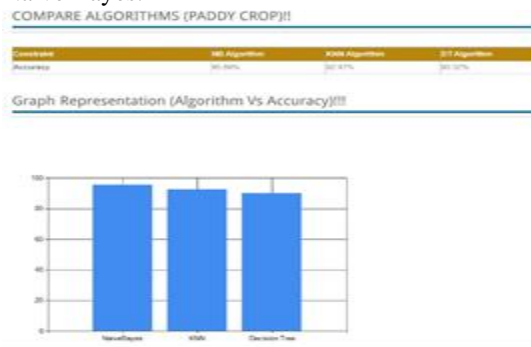 COMPARE ALGORITHMS (PADDY CROP)!!
Constraint NB Algorithm KNN Algorithm DT Algorithm
Accuracy
Graph Representation (Algorithm Vs Accuracy)!!!
100
80
60
40
20
0
NaiveBayes KNN Decision Tree